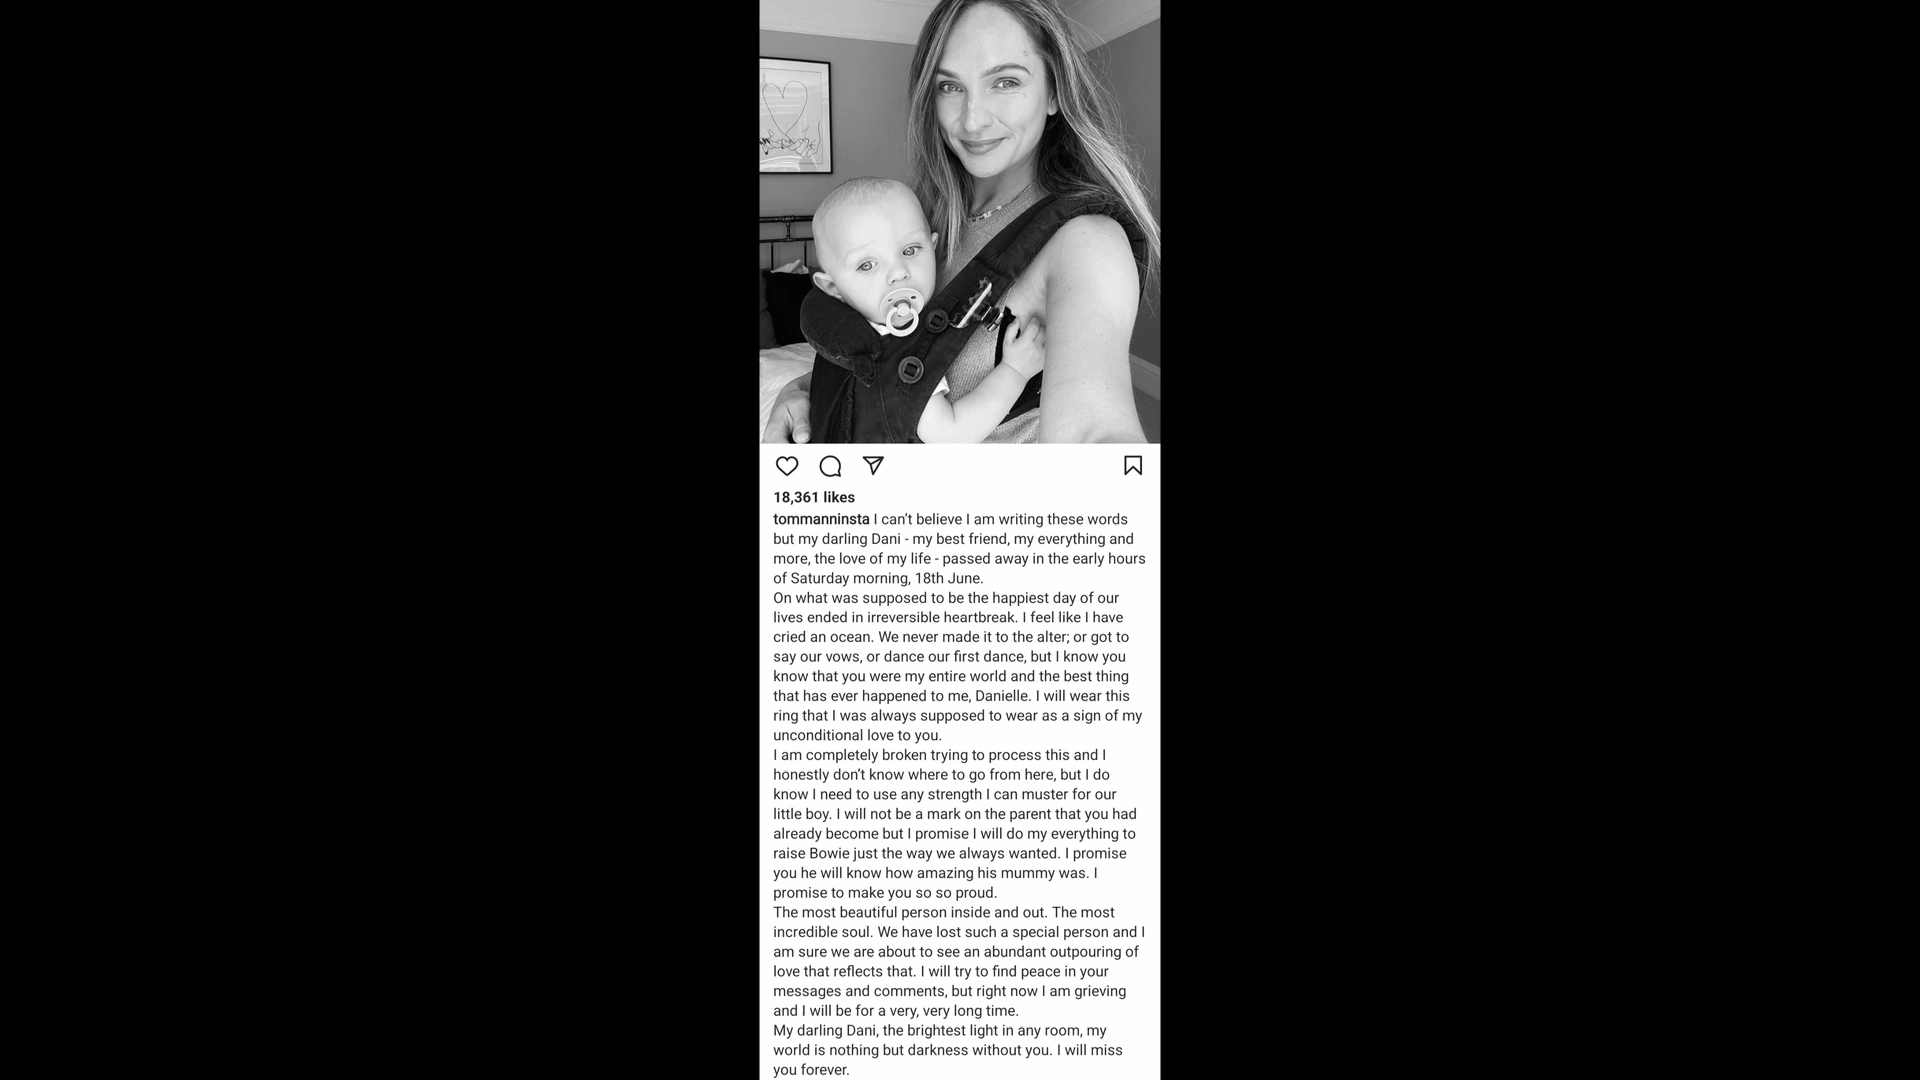 18,361 likes
tommanninsta I can't believe I am writing these words
but my darling Dani - my best friend, my everything and
more, the love of my life - passed away in the early hours
of Saturday morning, 18th June.
On what was supposed to be the happiest day of our
lives ended in irreversible heartbreak. I feel like I have
cried an ocean. We never made it to the alter; or got to
say our vows, or dance our first dance, but I know you
know that you were my entire world and the best thing
that has ever happened to me, Danielle. I will wear this
ring that I was always supposed to wear as a sign of my
unconditional love to you.
I am completely broken trying to process this and I
honestly don't know where to go from here, but I do
know I need to use any strength I can muster for our
little boy. I will not be a mark on the parent that you had
already become but I promise I will do my everything to
raise Bowie just the way we always wanted. I promise
you he will know how amazing his mummy was. I
promise to make you so so proud.
The most beautiful person inside and out. The most
incredible soul. We have lost such a special person and I
am sure we are about to see an abundant outpouring of
love that reflects that. I will try to find peace in your
messages and comments, but right now I am grieving
and I will be for a very, very long time.
My darling Dani, the brightest light in any room, my
world is nothing but darkness without you. I will miss
you forever.